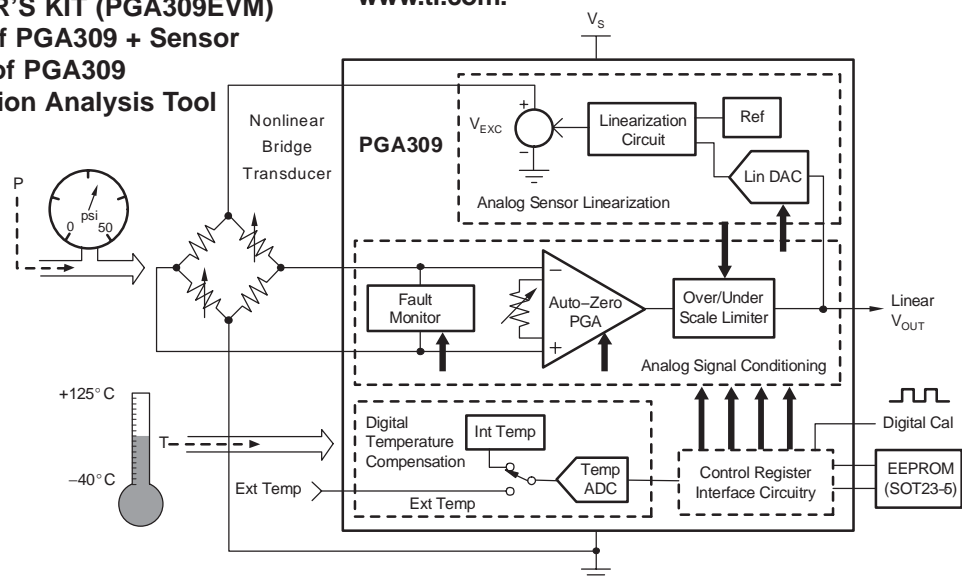 R'S KIT (PGA309EVM)
f PGA309 + Sensor
of PGA309
ion Analysis Tool
www.ti.com.
VS
Nonlinear
Bridge
Transducer
PGA309
VEXC
+
−
Linearization
Circuit
Ref
Lin DAC
Analog Sensor Linearization
P
psi
0
50
Fault
Monitor
−
+
Auto−Zero
PGA
Over/Under
Scale Limiter
Linear
VOUT
Analog Signal Conditioning
+125°C
T
−40°C
Digital
Temperature
Compensation
Int Temp
Ext Temp
Ext Temp
Temp
ADC
Control Register
Interface Circuitry
Digital Cal
EEPROM
(SOT23-5)